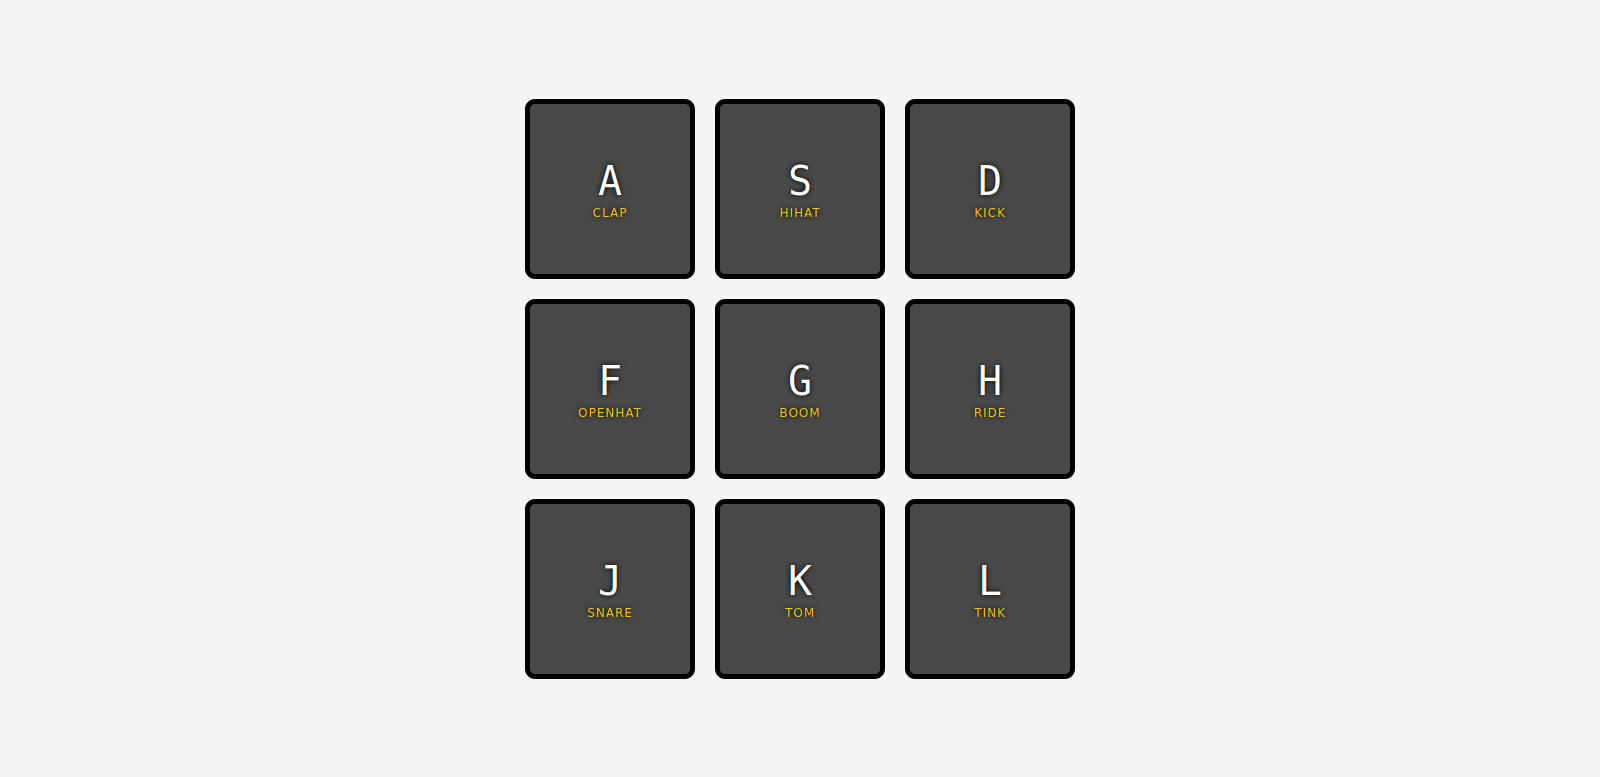 A
CLAP
S
HIHAT
D
KICK
F
OPENHAT
G
BOOM
H
RIDE
J
SNARE
K
TOM
L
TINK